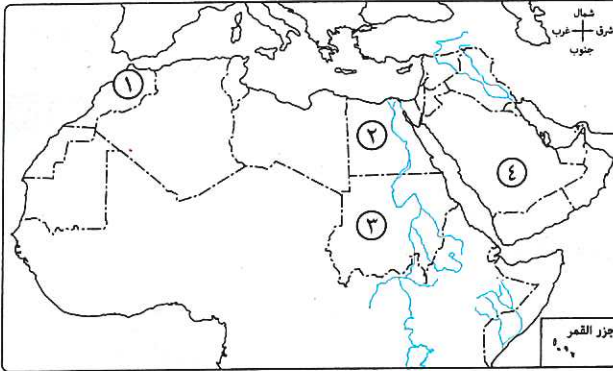 شمال
شرق غرب
جنوب
١
٢
٣
٤
جزر القمر